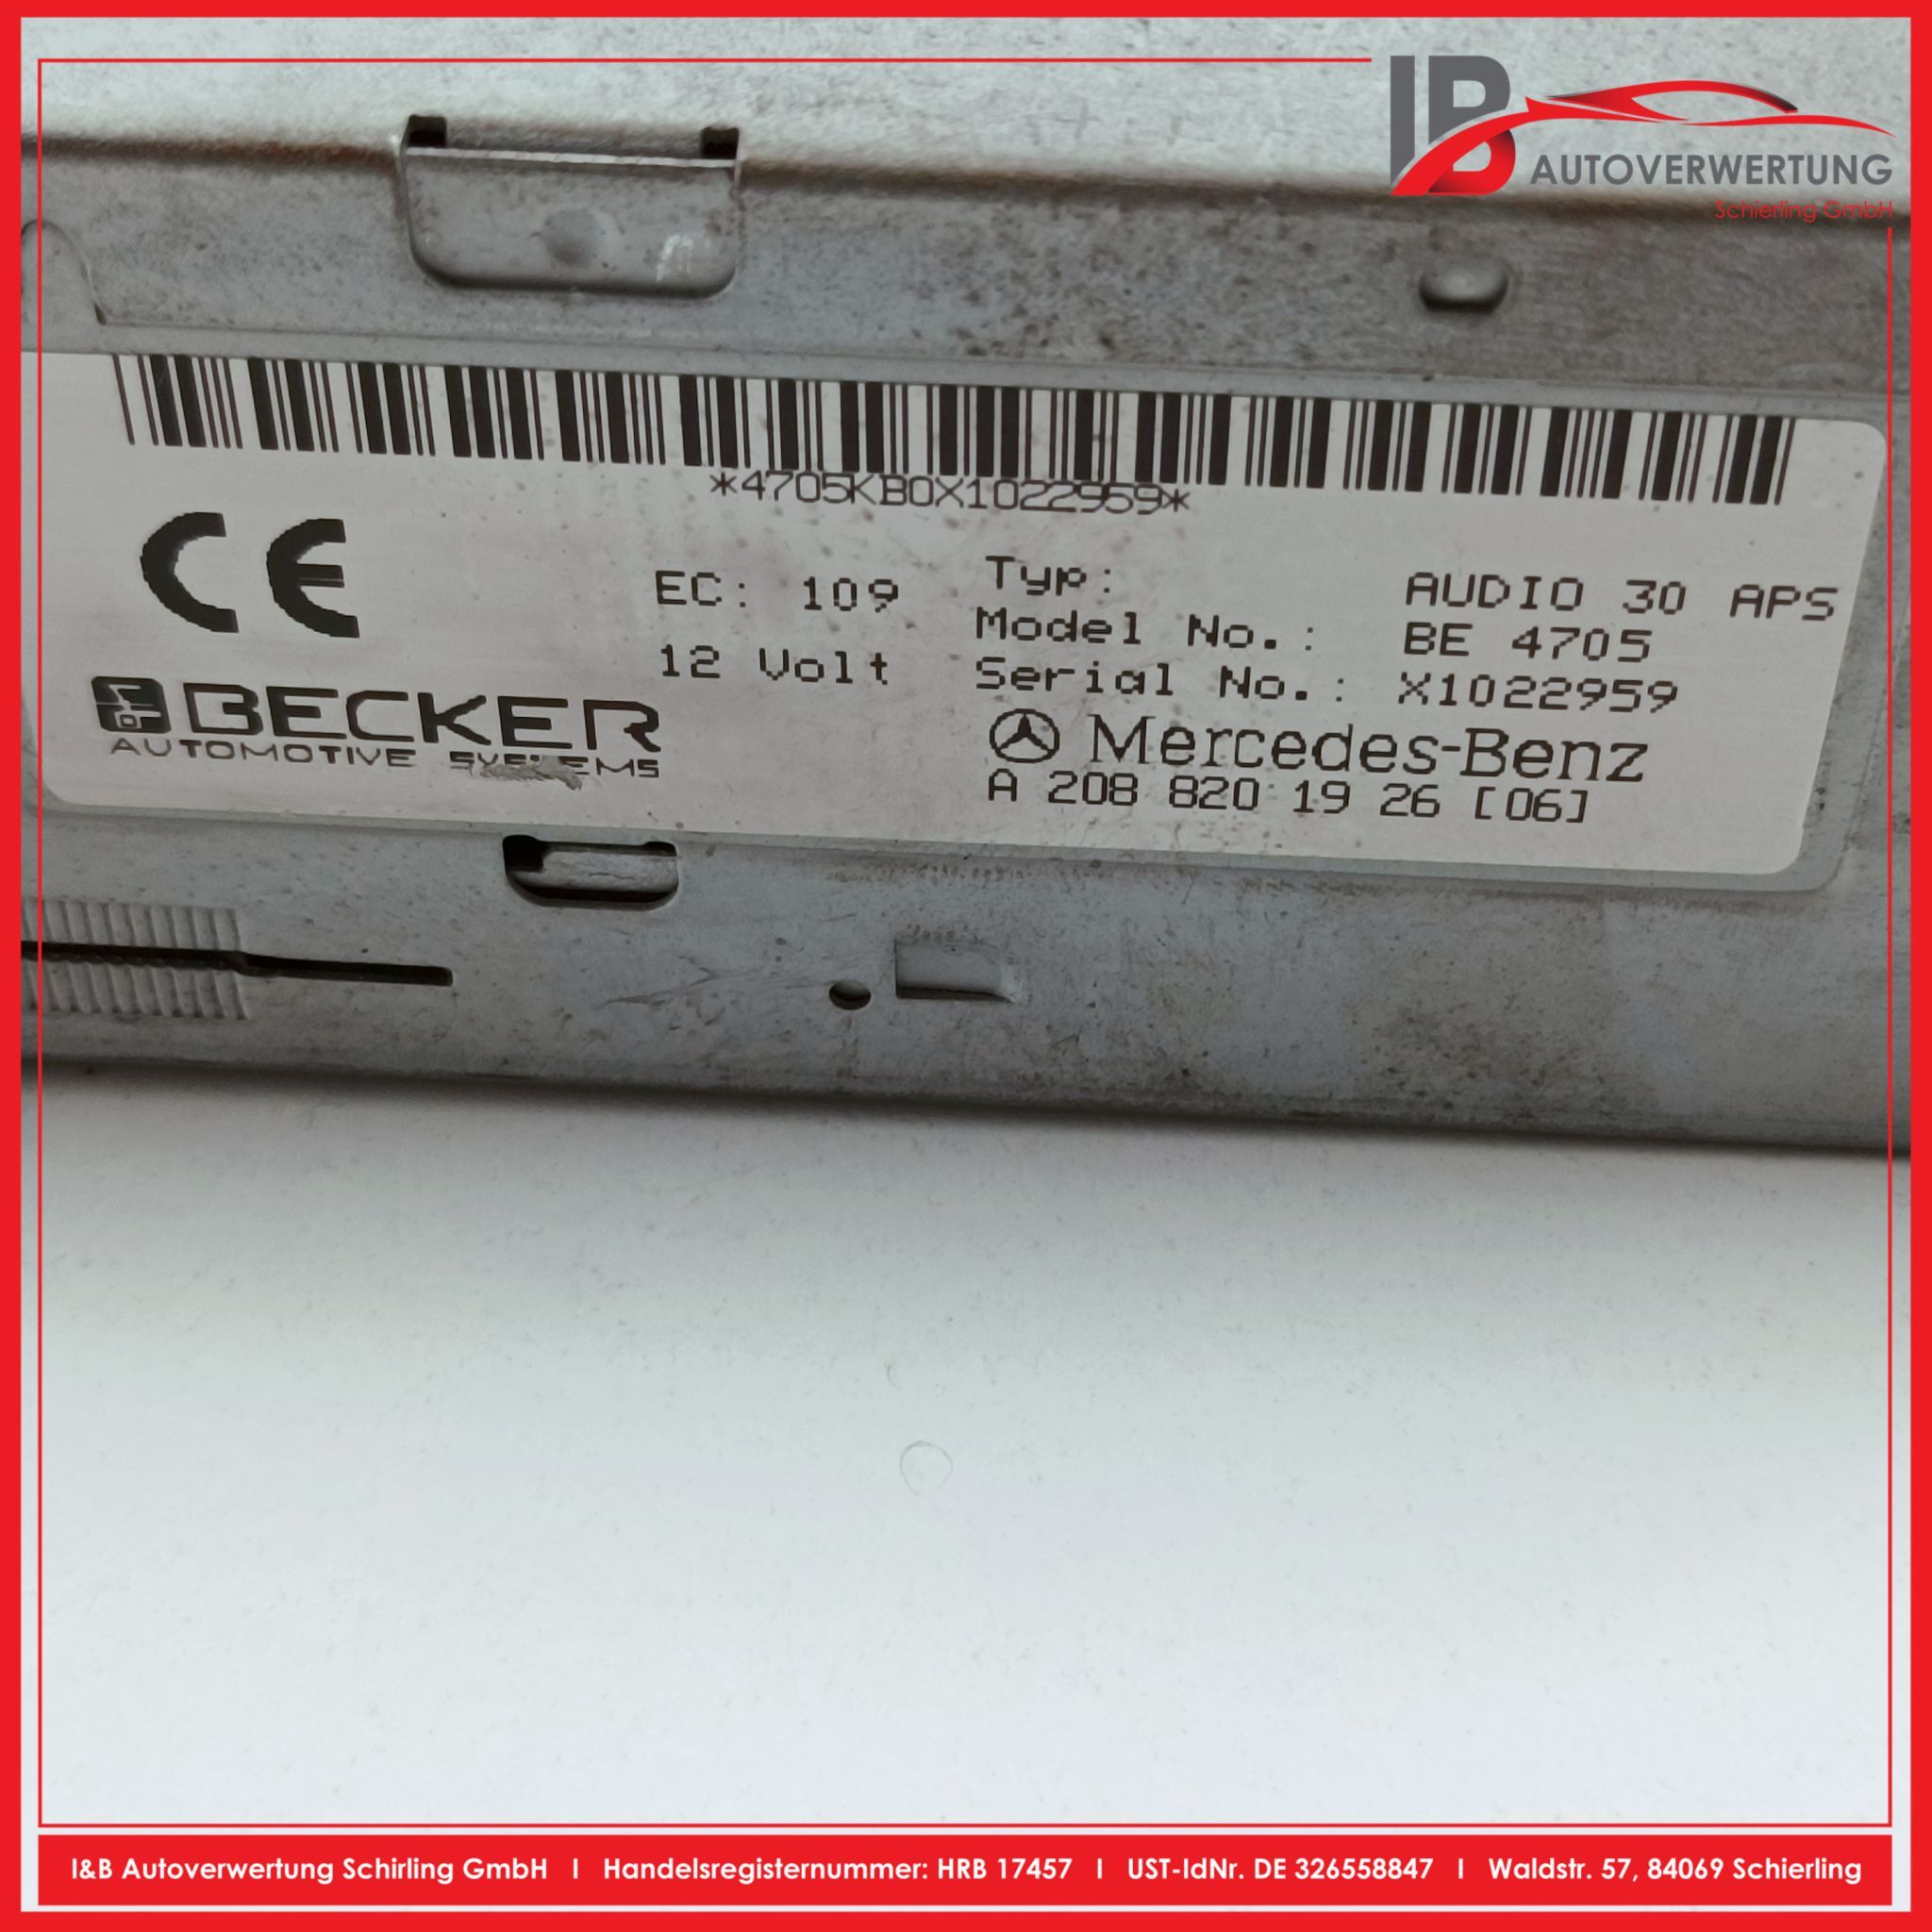 IB
AUTOVERWERTUNG
Schierling GmbH
*4705KB0X1022959*
CE
EC: 109
12 Volt
BECKER
AUTOMOTIVE SYSTEMS
Typ: AUDIO 30 APS
Model No.: BE 4705
Serial No.: X1022959
Mercedes-Benz
A 208 820 19 26 [06]
I&B Autoverwertung Schirling GmbH I Handelsregisternummer: HRB 17457 I UST-IdNr. DE 326558847 I Waldstr. 57, 84069 Schierling